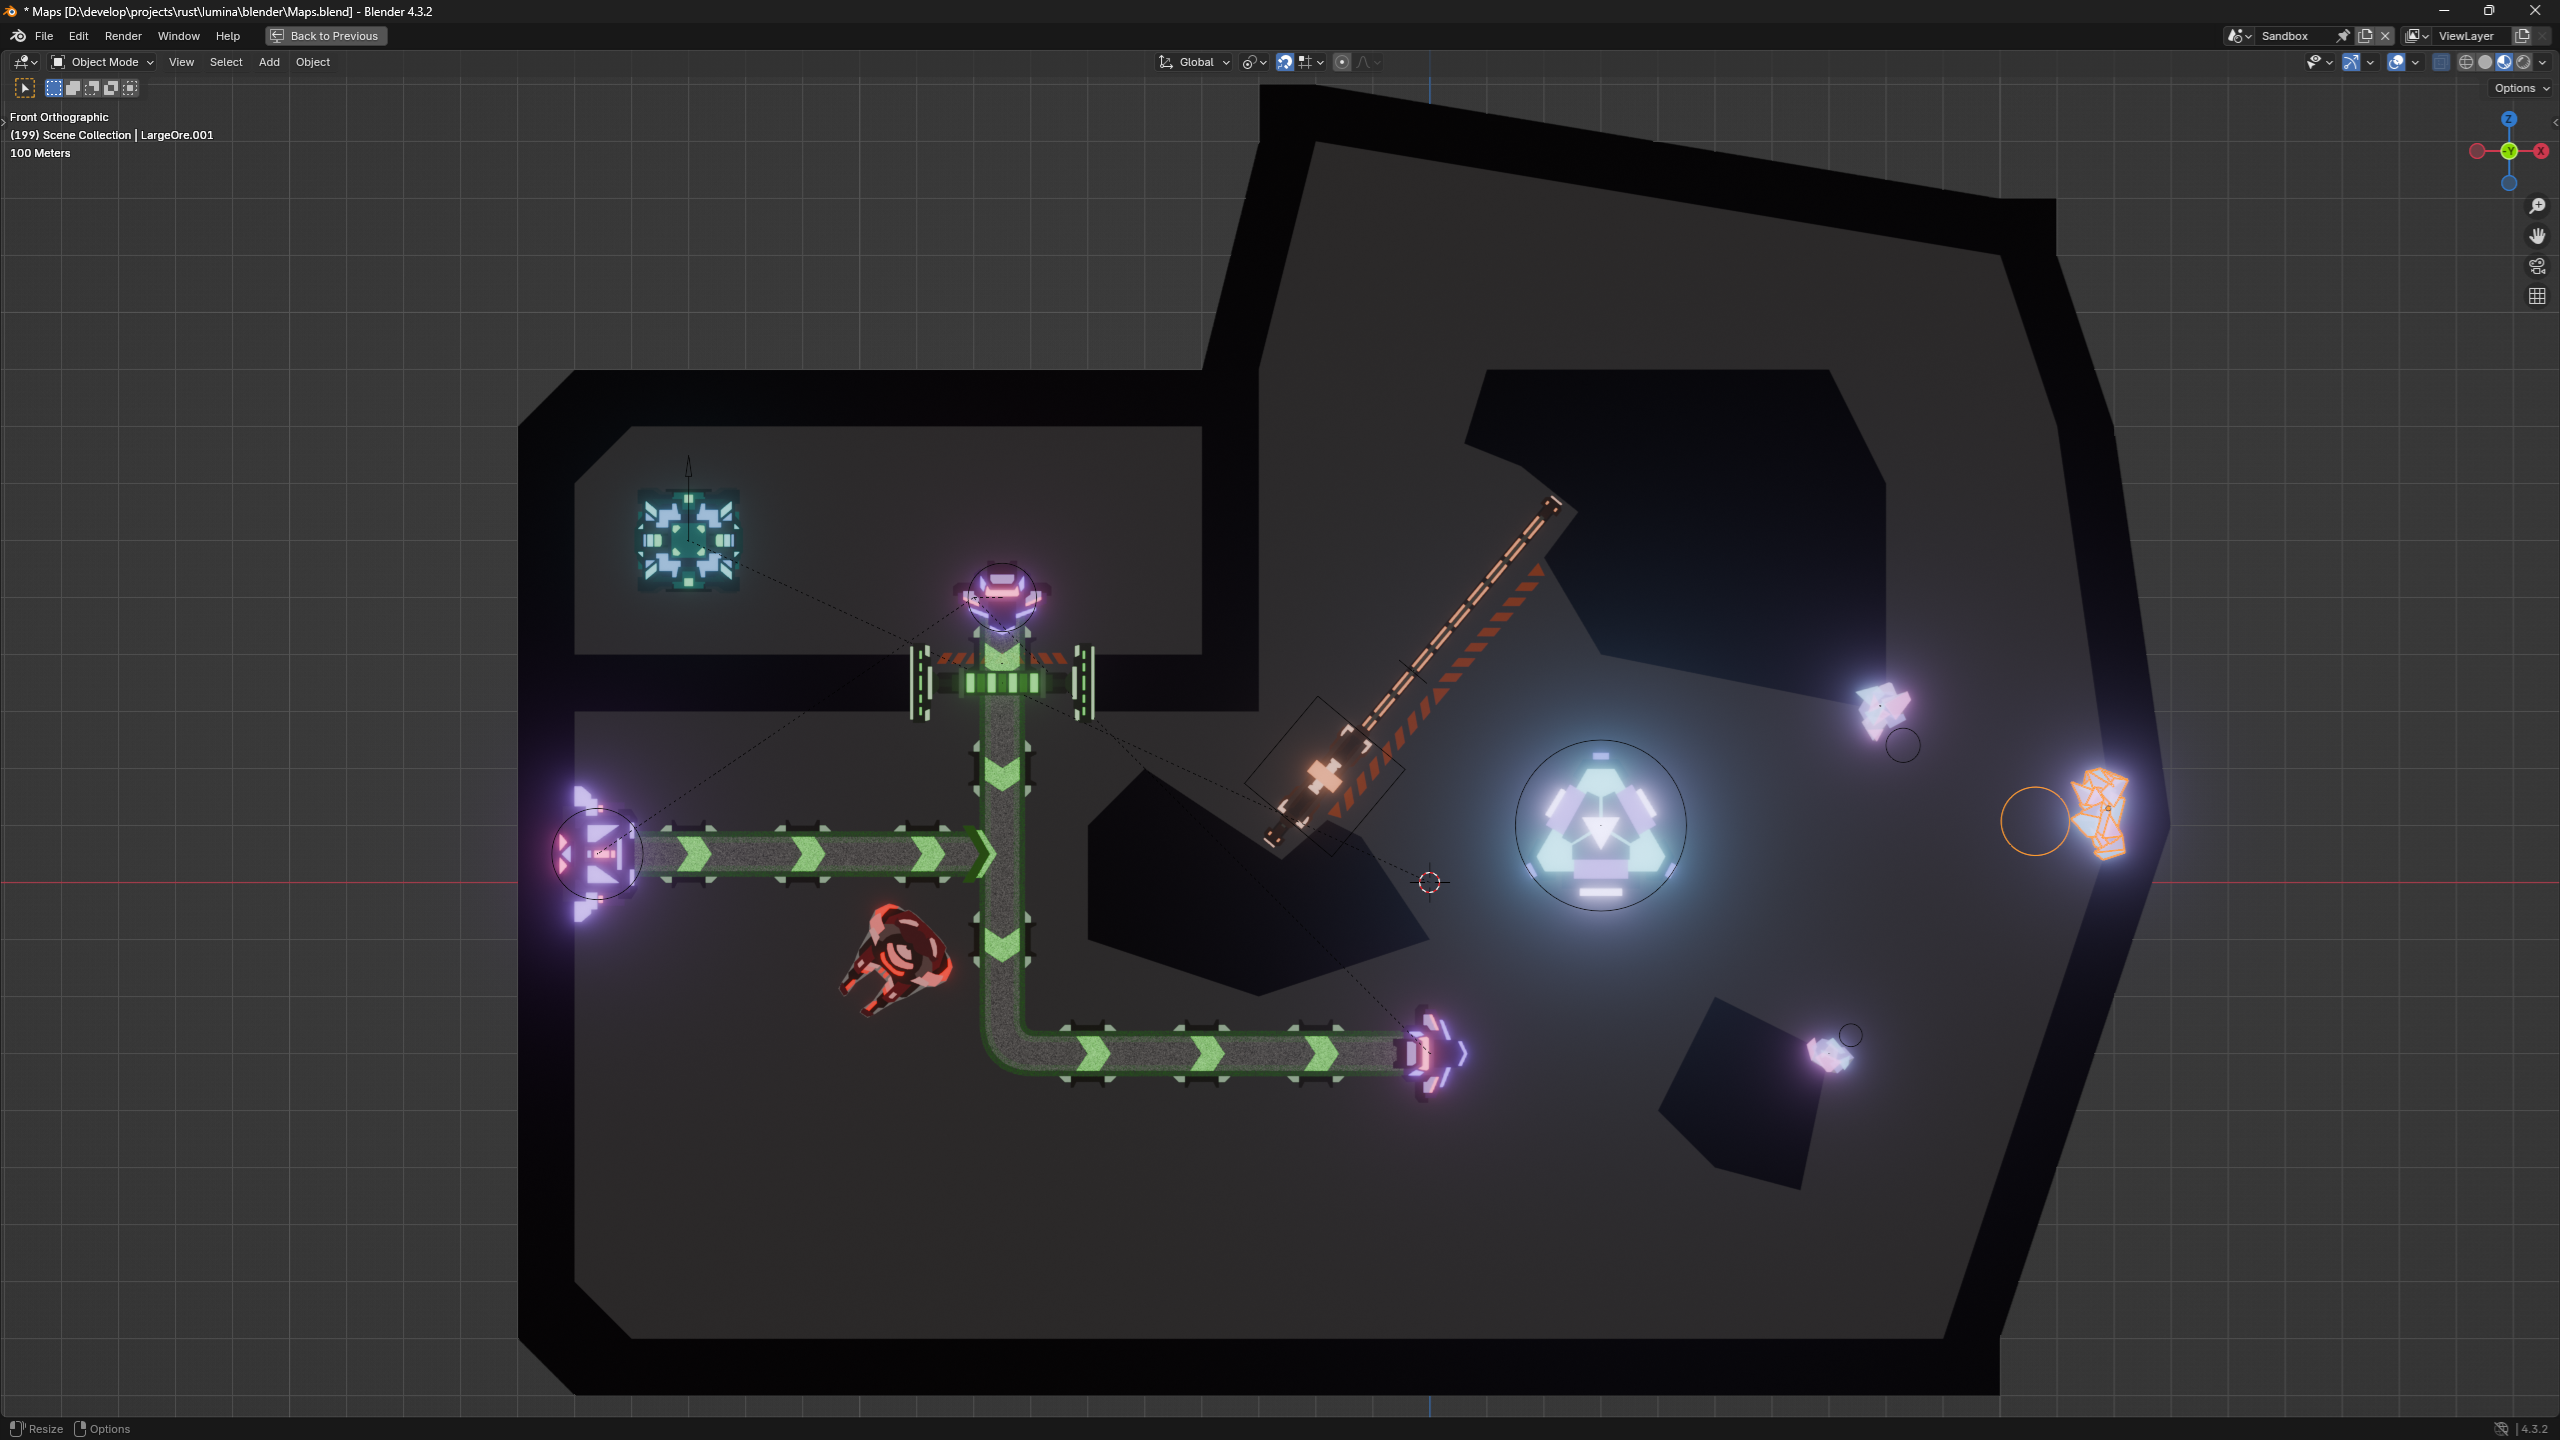 * Maps [D:\develop\projects\rust\lumina\blender\Maps.blend] - Blender 4.3.2
File Edit Render Window Help Back to Previous Sandbox ViewLayer
Object Mode View Select Add Object Global
Options
Front Orthographic
(199) Scene Collection | LargeOre.001
100 Meters
Z
-Y X
Resize Options 4.3.2